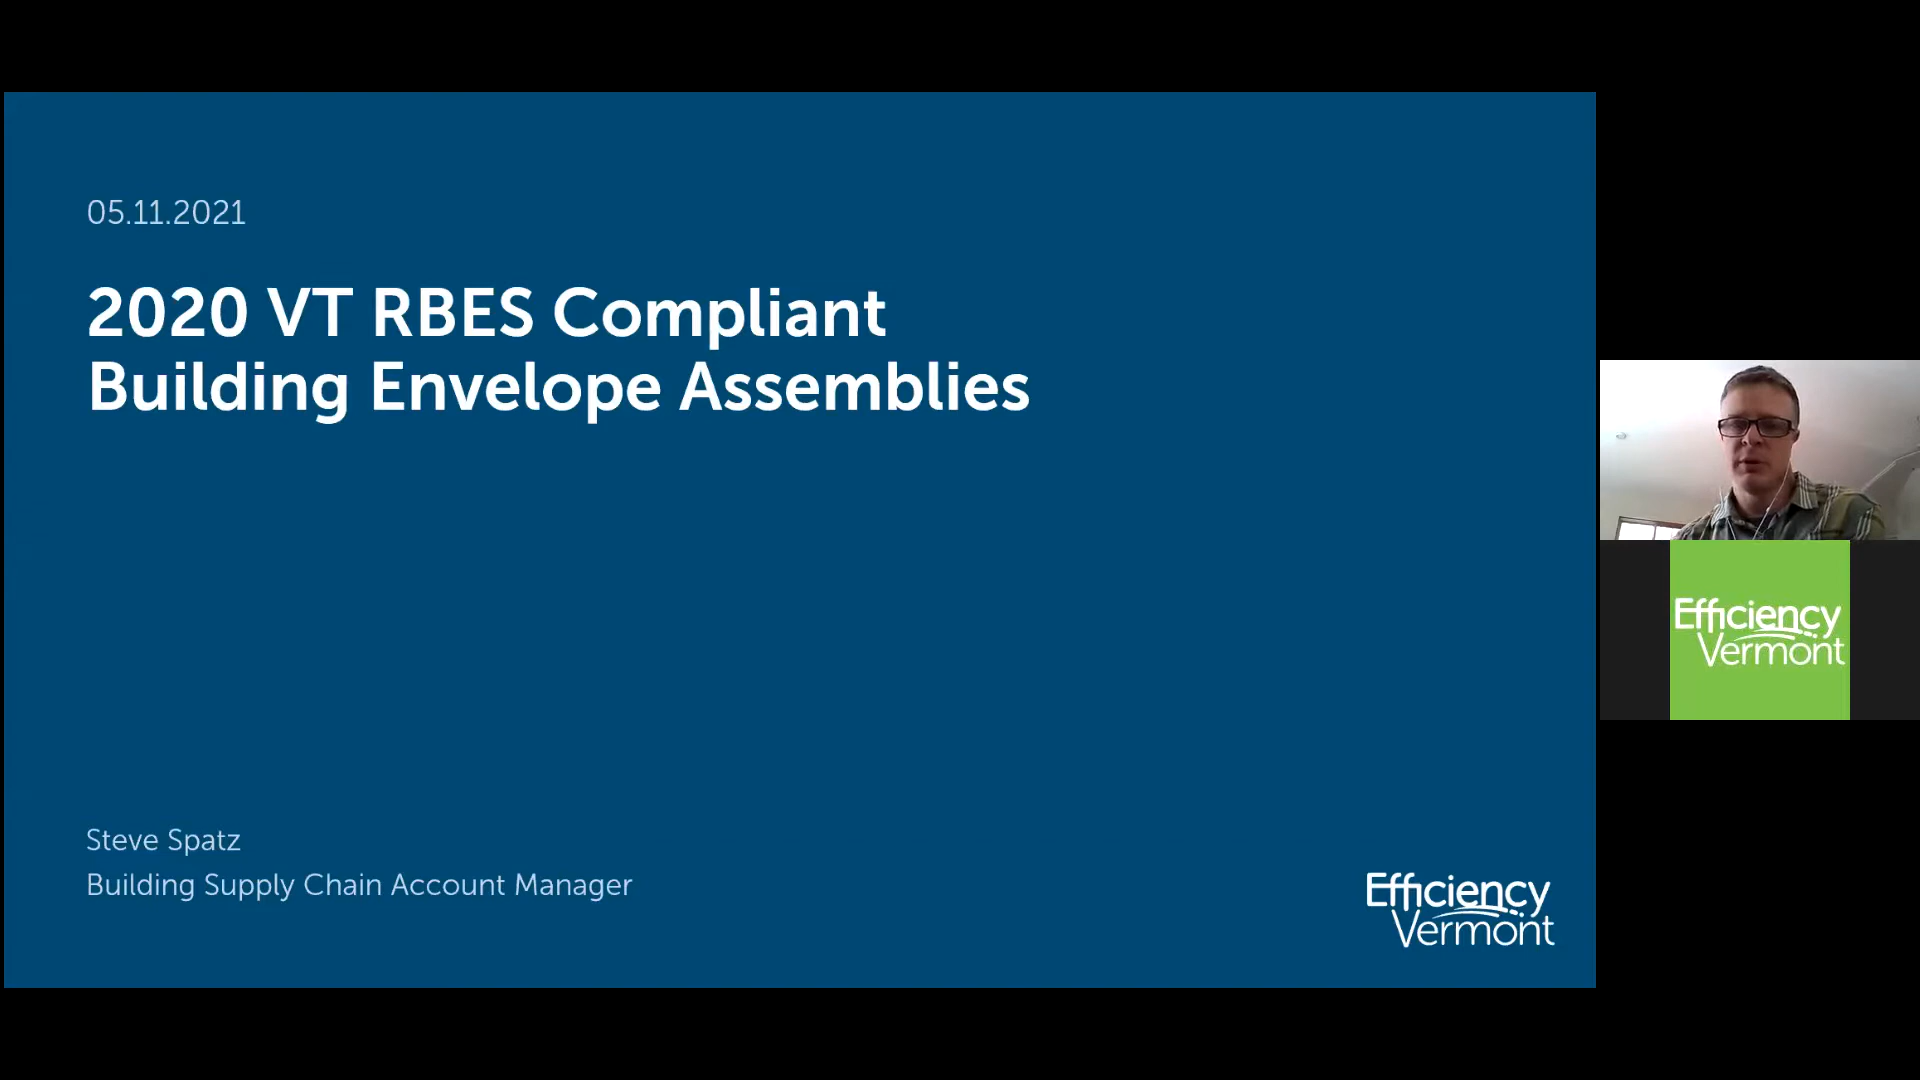 05.11.2021
2020 VT RBES Compliant
Building Envelope Assemblies
Steve Spatz
Building Supply Chain Account Manager
Efficiency
Vermont
Efficiency
Vermont